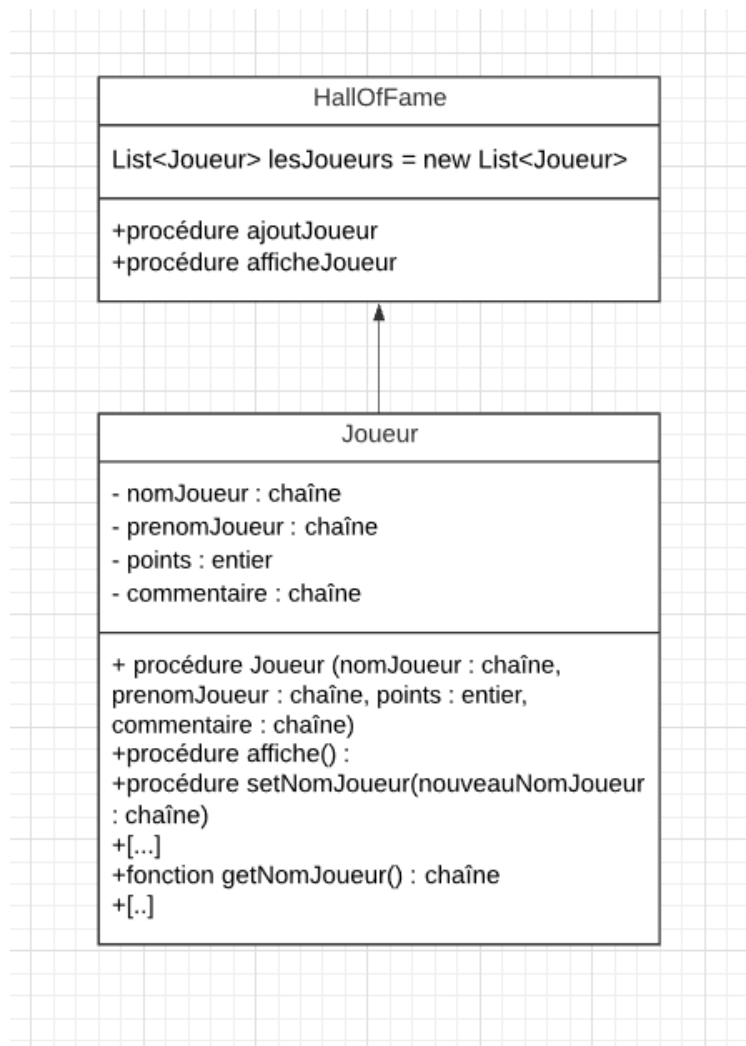 HallOfFame
List<Joueur> lesJoueurs = new List<Joueur>
+procédure ajoutJoueur
+procédure afficheJoueur
Joueur
- nomJoueur : chaîne
- prenomJoueur : chaîne
- points : entier
- commentaire : chaîne
+ procédure Joueur (nomJoueur : chaîne,
prenomJoueur : chaîne, points : entier,
commentaire : chaîne)
+procédure affiche() :
+procédure setNomJoueur(nouveauNomJoueur
: chaîne)
+[...]
+fonction getNomJoueur() : chaîne
+[..]